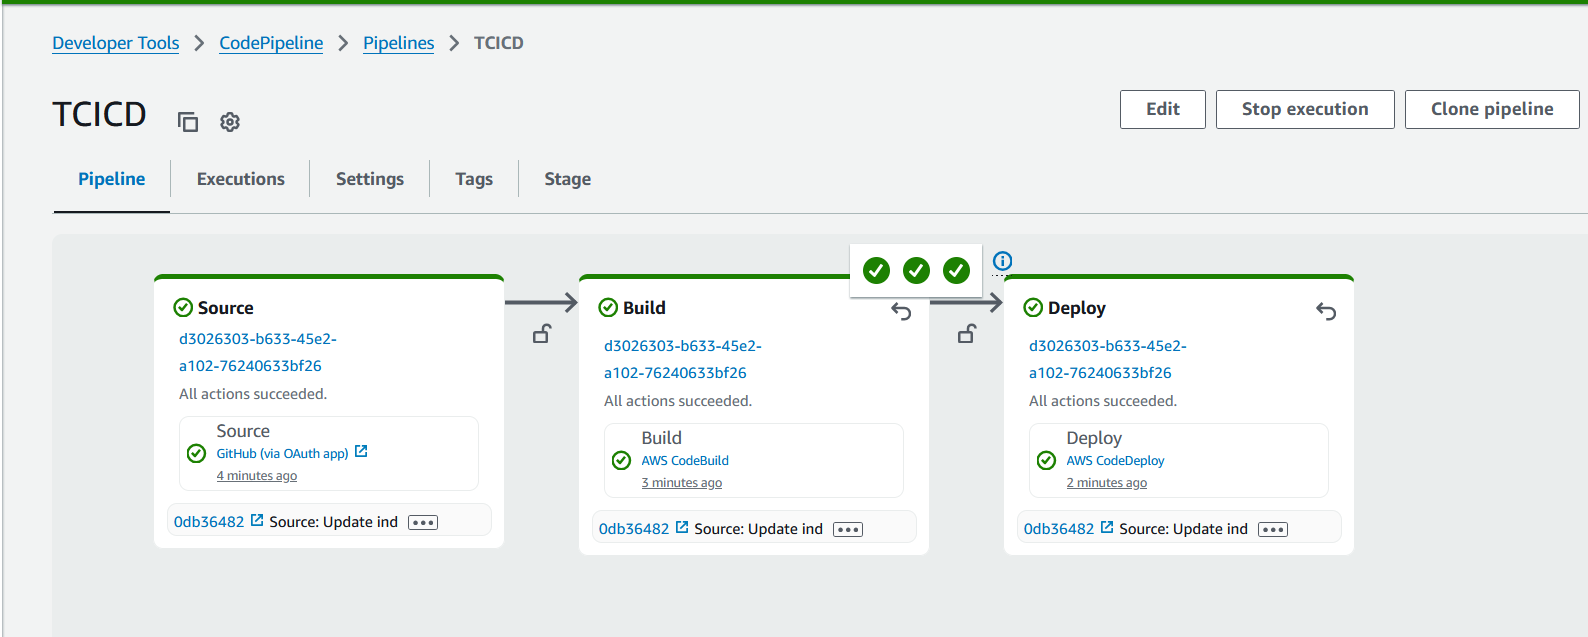 Developer Tools > CodePipeline > Pipelines > TCICD
TCICD
Edit
Stop execution
Clone pipeline
Pipeline
Executions
Settings
Tags
Stage
Source
d3026303-b633-45e2-
a102-76240633bf26
All actions succeeded.
Source
GitHub (via OAuth app)
4 minutes ago
0db36482 Source: Update ind
Build
d3026303-b633-45e2-
a102-76240633bf26
All actions succeeded.
Build
AWS CodeBuild
3 minutes ago
0db36482 Source: Update ind
Deploy
d3026303-b633-45e2-
a102-76240633bf26
All actions succeeded.
Deploy
AWS CodeDeploy
2 minutes ago
0db36482 Source: Update ind